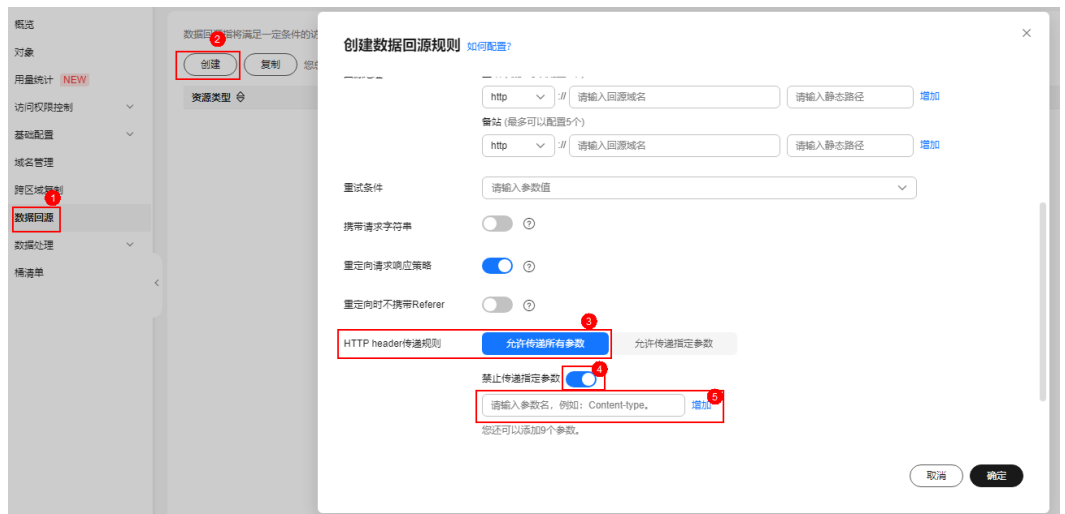 概览
对象
用量统计 NEW
访问权限控制
基础配置
域名管理
跨区域复制
1
数据回源
数据处理
桶清单
2
创建 复制
资源类型
创建数据回源规则 如何配置?
http :// 请输入回源域名 请输入静态路径 增加
备站 (最多可以配置5个)
http :// 请输入回源域名 请输入静态路径 增加
重试条件 请输入参数值
携带请求字符串
重定向请求响应策略
重定向时不携带Referer
3
HTTP header传递规则 允许传递所有参数 允许传递指定参数
4
禁止传递指定参数
5
请输入参数名，例如：Content-type。 增加
您还可以添加9个参数。
取消 确定